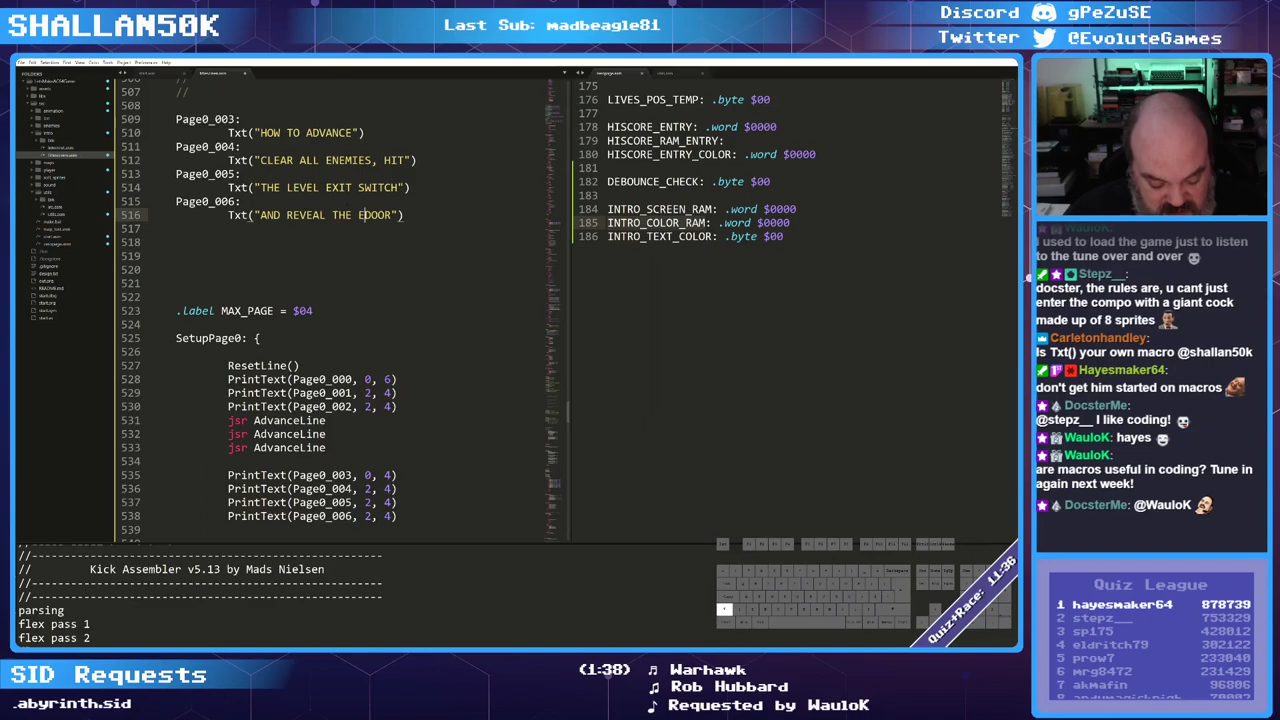 SHALLAN50K
Last Sub: madbeagle81
Discord gPeZuSE
Twitter @EvoluteGames
FOLDERS
507 //
508
509 Page0_003:
510 Txt("HOW TO ADVANCE")
511 Page0_004:
512 Txt("CLEAR ALL ENEMIES, HIT")
513 Page0_005:
514 Txt("THE LEVEL EXIT SWITCH")
515 Page0_006:
516 Txt("AND REVEAL THE EDOOR")
517
518
519
520
521
522
523 .label MAX_PAGE = $04
524
525 SetupPage0: {
526
527 ResetLine()
528 PrintText(Page0_000, 0, 6)
529 PrintText(Page0_001, 2, 4)
530 PrintText(Page0_002, 2, 4)
531 jsr AdvanceLine
532 jsr AdvanceLine
533 jsr AdvanceLine
534
535 PrintText(Page0_003, 0, 4)
536 PrintText(Page0_004, 2, 4)
537 PrintText(Page0_005, 2, 4)
538 PrintText(Page0_006, 2, 4)
539
175
176 LIVES_POS_TEMP: .byte $00
177
178 HISCORE_ENTRY: .word $0000
179 HISCORE_RAM_ENTRY: .word $0000
180 HISCORE_ENTRY_COLOR: .word $0000
181
182 DEBOUNCE_CHECK: .byte $00
183
184 INTRO_SCREEN_RAM: .word $0000
185 INTRO_COLOR_RAM: .word $0000
186 INTRO_TEXT_COLOR: .byte $00
//------------------------------------------------------
// Kick Assembler v5.13 by Mads Nielsen
//------------------------------------------------------
//------------------------------------------------------
parsing
flex pass 1
flex pass 2
Quiz+Race: 11:36
WauloK:
I used to load the game just to listen
to the tune over and over
Stepz__:
docster, the rules are, u cant just
enter the compo with a giant cock
made up of 8 sprites
Carletonhandley:
Is Txt() your own macro @shallan50k
Haysmaker64:
don't get him started on macros
DocsterMe:
@stepz_ I like coding!
WauloK: hayes
WauloK:
are macros useful in coding? Tune in
again next week!
DocsterMe: @WauloK
Quiz League
1 hayesmaker64 878739
2 stepz__ 753329
3 sp175 428012
4 eldritch79 302122
5 prow7 233040
6 mrg8472 231429
7 akmafin 96806
SID Requests
.abyrinth.sid
(1:38) Warhawk
Rob Hubbard
Requested by WauloK